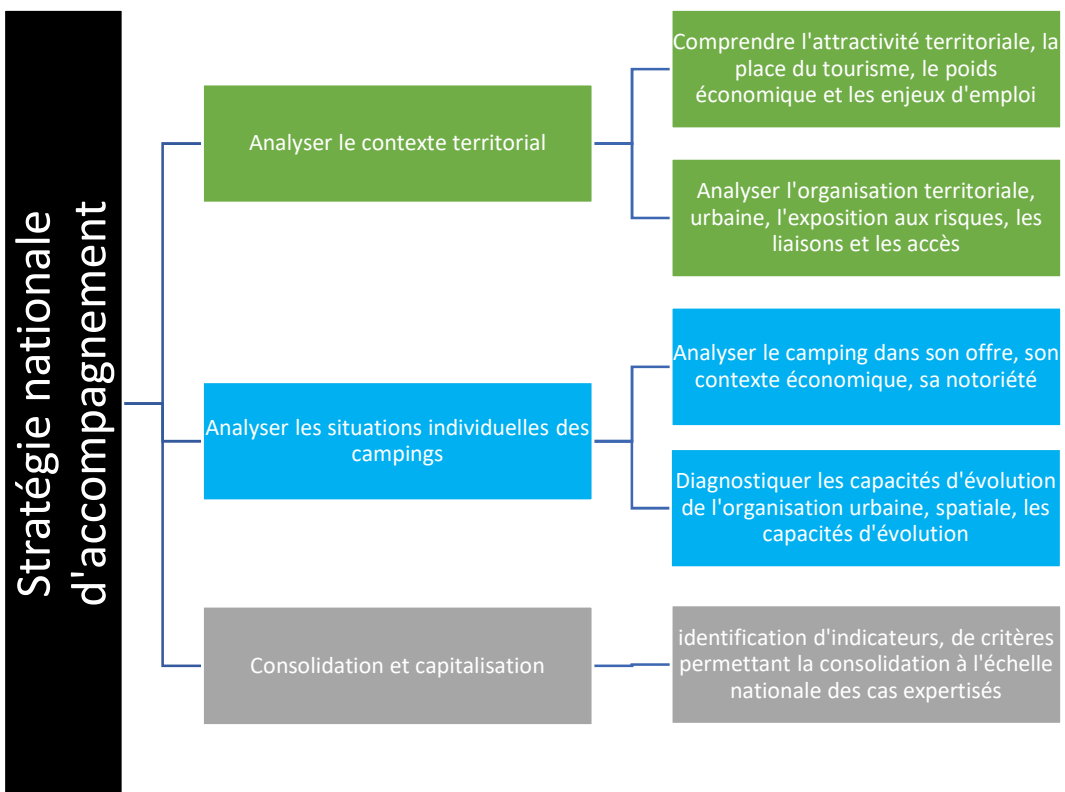 Stratégie nationale
d'accompagnement
Analyser le contexte territorial
Comprendre l'attractivité territoriale, la
place du tourisme, le poids
économique et les enjeux d'emploi
Analyser l'organisation territoriale,
urbaine, l'exposition aux risques, les
liaisons et les accès
Analyser les situations individuelles des
campings
Analyser le camping dans son offre, son
contexte économique, sa notoriété
Diagnostiquer les capacités d'évolution
de l'organisation urbaine, spatiale, les
capacités d'évolution
Consolidation et capitalisation
identification d'indicateurs, de critères
permettant la consolidation à l'échelle
nationale des cas expertisés